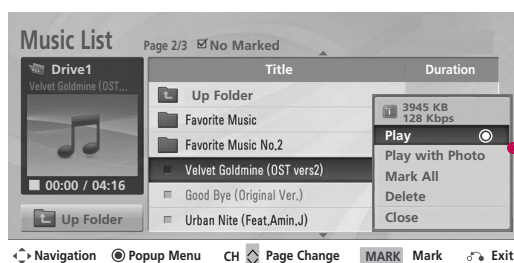 Music List Page 2/3 No Marked
Drive1
Velvet Goldmine (OST...
00:00 / 04:16
Up Folder
Title Duration
Up Folder
Favorite Music
Favorite Music No.2
Velvet Goldmine (OST vers2)
Good Bye (Original Ver.)
Urban Nite (Feat.Amin.J)
3945 KB
128 Kbps
Play
Play with Photo
Mark All
Delete
Close
Navigation Popup Menu CH Page Change MARK Mark Exit